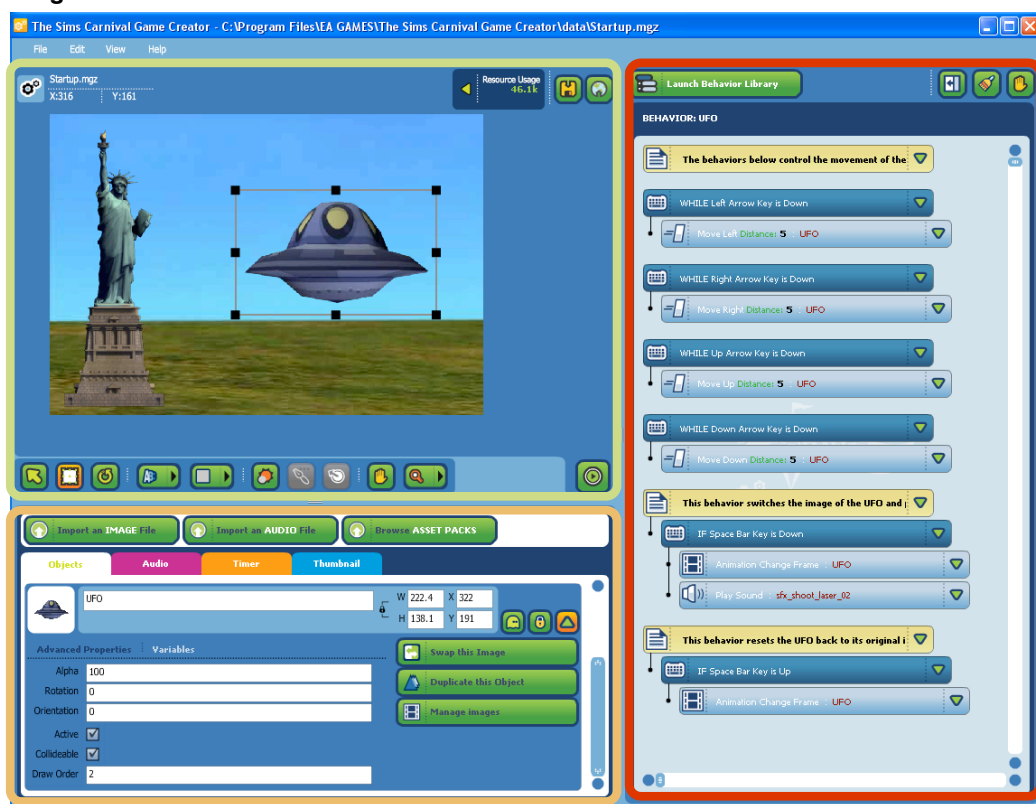 The Sims Carnival Game Creator - C:\Program Files\EA GAMES\The Sims Carnival Game Creator\data\Startup.mgz
File Edit View Help
Startup.mgz
X:316 Y:161
Resource Usage
46.1k
Launch Behavior Library
BEHAVIOR: UFO
The behaviors below control the movement of the
WHILE Left Arrow Key is Down
Move Left Distance: 5 : UFO
WHILE Right Arrow Key is Down
Move Right Distance: 5 : UFO
WHILE Up Arrow Key is Down
Move Up Distance: 5 : UFO
WHILE Down Arrow Key is Down
Move Down Distance: 5 : UFO
This behavior switches the image of the UFO and
IF Space Bar Key is Down
Animation Change Frame : UFO
Play Sound : sfx_shoot_laser_02
This behavior resets the UFO back to its original i
IF Space Bar Key is Up
Animation Change Frame : UFO
Import an IMAGE File Import an AUDIO File Browse ASSET PACKS
Objects Audio Timer Thumbnail
UFO
W 222.4 X 322
H 138.1 Y 191
Advanced Properties Variables
Alpha 100
Rotation 0
Orientation 0
Active
Collideable
Draw Order 2
Swap this Image
Duplicate this Object
Manage images